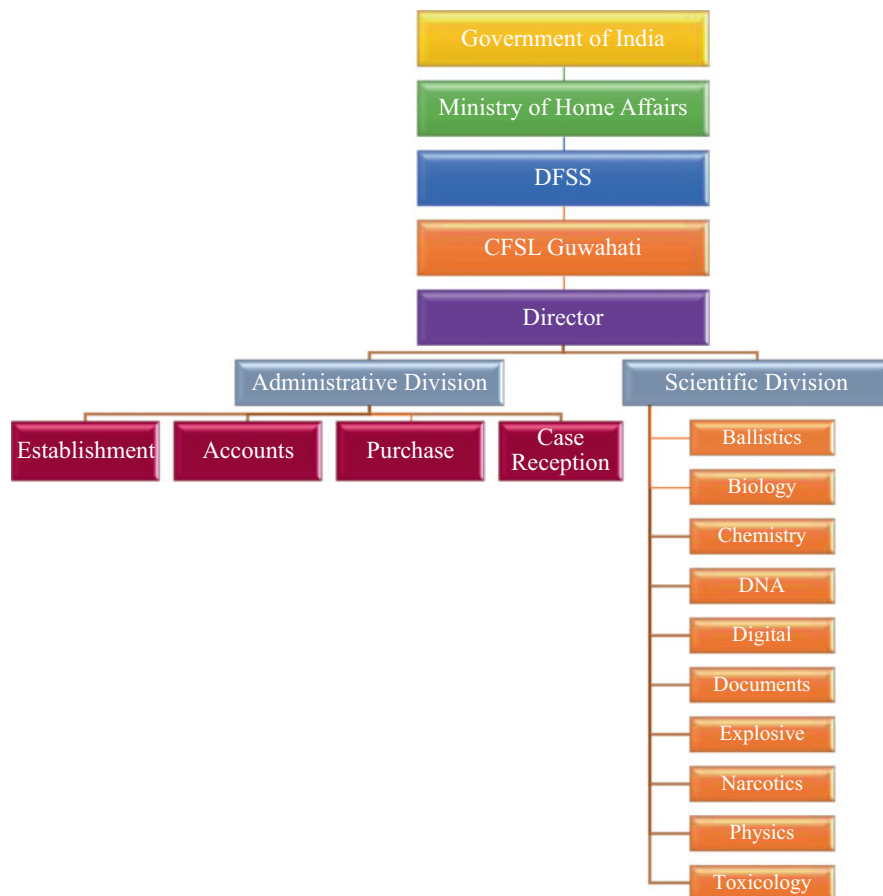 Government of India
Ministry of Home Affairs
DFSS
CFSL Guwahati
Director
Administrative Division
Scientific Division
Establishment
Accounts
Purchase
Case
Reception
Ballistics
Biology
Chemistry
DNA
Digital
Documents
Explosive
Narcotics
Physics
Toxicology